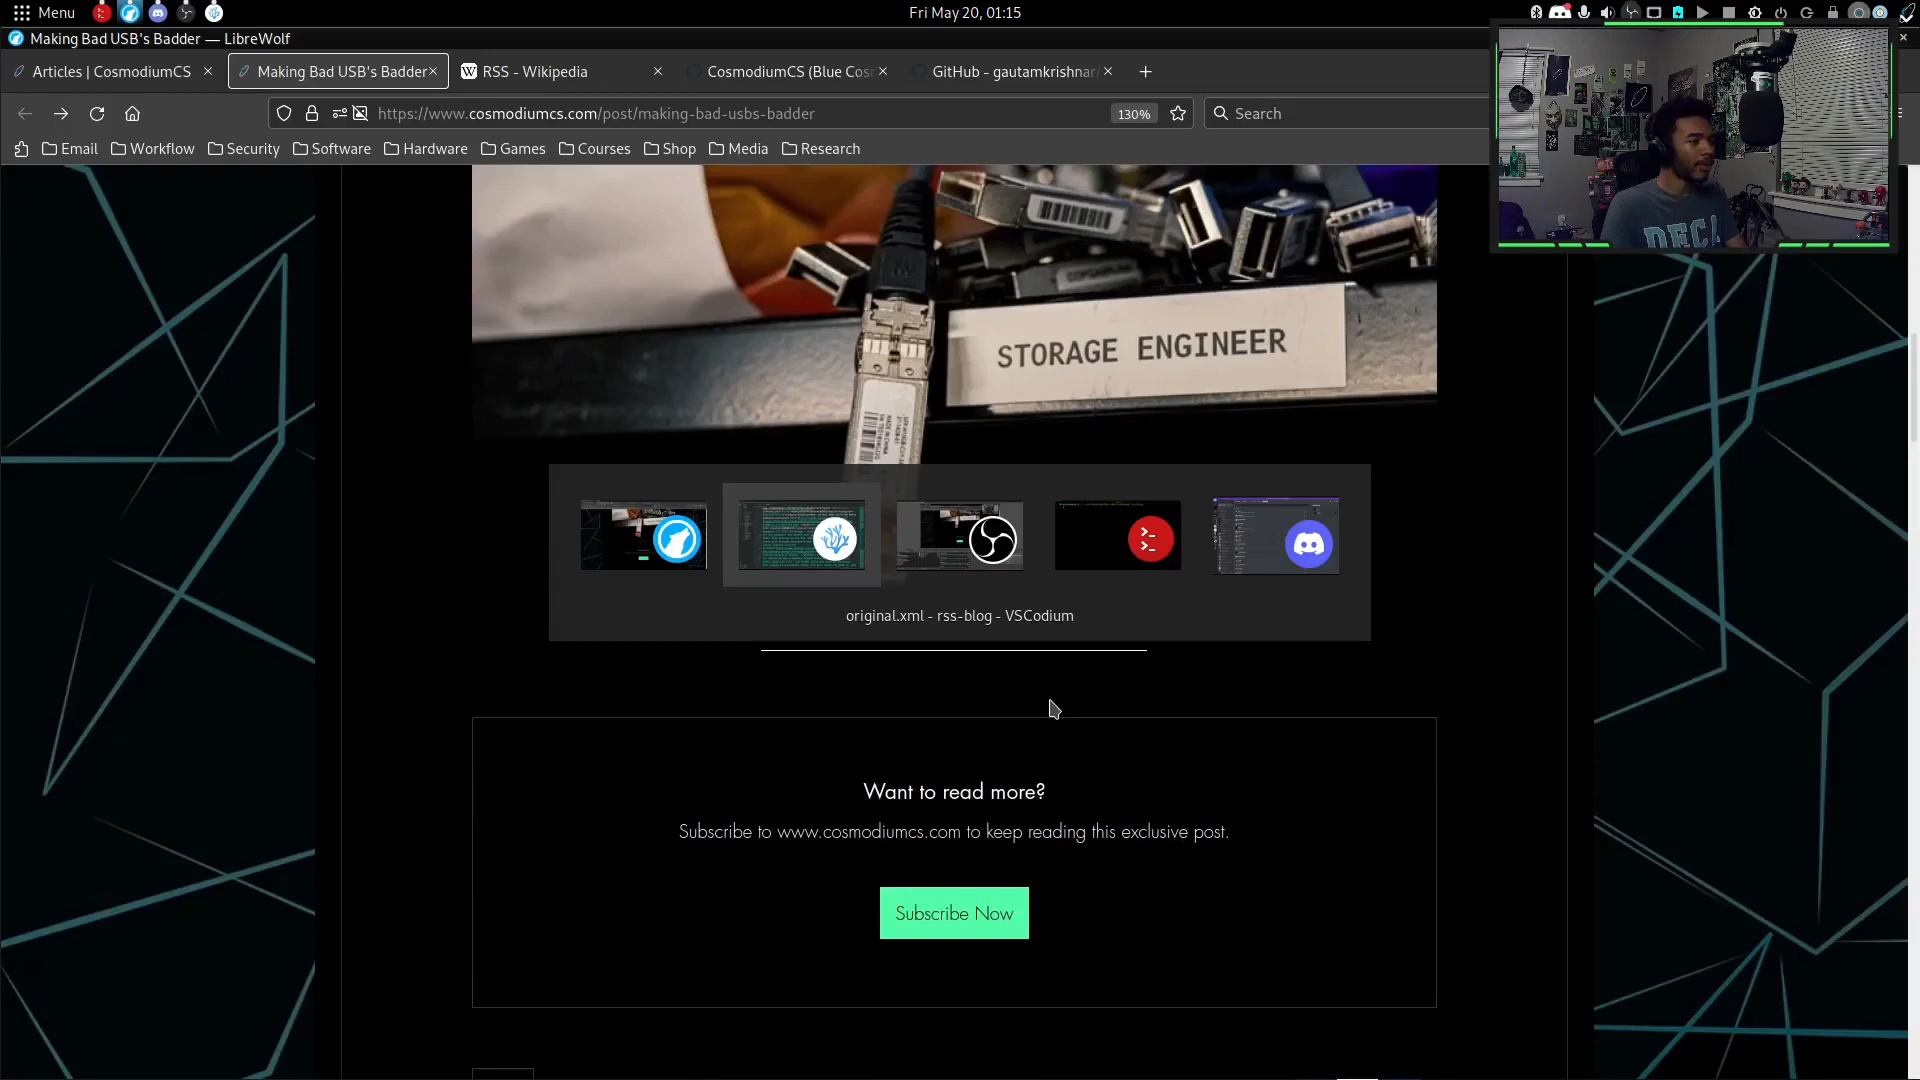 Menu
Fri May 20, 01:15
Making Bad USB's Badder — LibreWolf
Articles | CosmodiumCS
Making Bad USB's Badder
RSS - Wikipedia
CosmodiumCS (Blue Cos
GitHub - gautamkrishnar
https://www.cosmodiumcs.com/post/making-bad-usbs-badder
130%
Search
Email
Workflow
Security
Software
Hardware
Games
Courses
Shop
Media
Research
STORAGE ENGINEER
original.xml - rss-blog - VSCodium
Want to read more?
Subscribe to www.cosmodiumcs.com to keep reading this exclusive post.
Subscribe Now